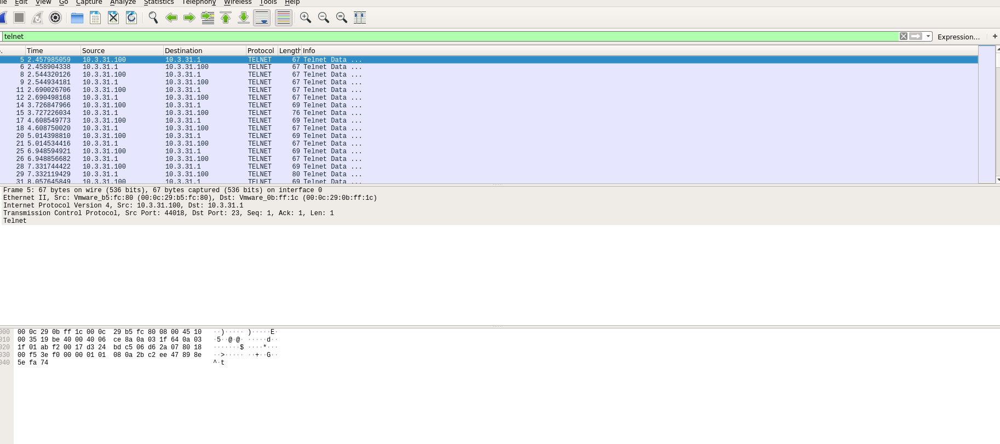 ile Edit View Go Capture Analyze Statistics Telephony Wireless Tools Help
telnet Expression... +
. Time Source Destination Protocol Length Info
5 2.457985059 10.3.31.100 10.3.31.1 TELNET 67 Telnet Data ...
6 2.458904338 10.3.31.1 10.3.31.100 TELNET 67 Telnet Data ...
8 2.544320126 10.3.31.100 10.3.31.1 TELNET 67 Telnet Data ...
9 2.544934181 10.3.31.1 10.3.31.100 TELNET 67 Telnet Data ...
11 2.690026706 10.3.31.100 10.3.31.1 TELNET 67 Telnet Data ...
12 2.690498168 10.3.31.1 10.3.31.100 TELNET 67 Telnet Data ...
14 3.726847966 10.3.31.100 10.3.31.1 TELNET 69 Telnet Data ...
15 3.727226034 10.3.31.1 10.3.31.100 TELNET 76 Telnet Data ...
17 4.608549773 10.3.31.100 10.3.31.1 TELNET 69 Telnet Data ...
18 4.608750020 10.3.31.1 10.3.31.100 TELNET 67 Telnet Data ...
20 5.014398810 10.3.31.100 10.3.31.1 TELNET 69 Telnet Data ...
21 5.014534416 10.3.31.1 10.3.31.100 TELNET 67 Telnet Data ...
25 6.948594921 10.3.31.100 10.3.31.1 TELNET 69 Telnet Data ...
26 6.948856682 10.3.31.1 10.3.31.100 TELNET 67 Telnet Data ...
28 7.331744422 10.3.31.100 10.3.31.1 TELNET 69 Telnet Data ...
29 7.332119429 10.3.31.1 10.3.31.100 TELNET 80 Telnet Data ...
31 8.057645849 10.3.31.100 10.3.31.1 TELNET 69 Telnet Data ...
Frame 5: 67 bytes on wire (536 bits), 67 bytes captured (536 bits) on interface 0
Ethernet II, Src: Vmware_b5:fc:80 (00:0c:29:b5:fc:80), Dst: Vmware_0b:ff:1c (00:0c:29:0b:ff:1c)
Internet Protocol Version 4, Src: 10.3.31.100, Dst: 10.3.31.1
Transmission Control Protocol, Src Port: 44018, Dst Port: 23, Seq: 1, Ack: 1, Len: 1
Telnet
000 00 0c 29 0b ff 1c 00 0c 29 b5 fc 80 08 00 45 10 ··)····· )·····E·
010 00 35 19 be 40 00 40 06 ce 8a 0a 03 1f 64 0a 03 ·5··@·@· ·····d··
020 1f 01 ab f2 00 17 d3 24 bd c5 06 d6 2a 07 80 18 ·······$ ····*···
030 00 f5 3e f0 00 00 01 01 08 0a 2b c2 ee 47 89 8e ··>····· ··+··G··
040 5e fa 74 ^·t